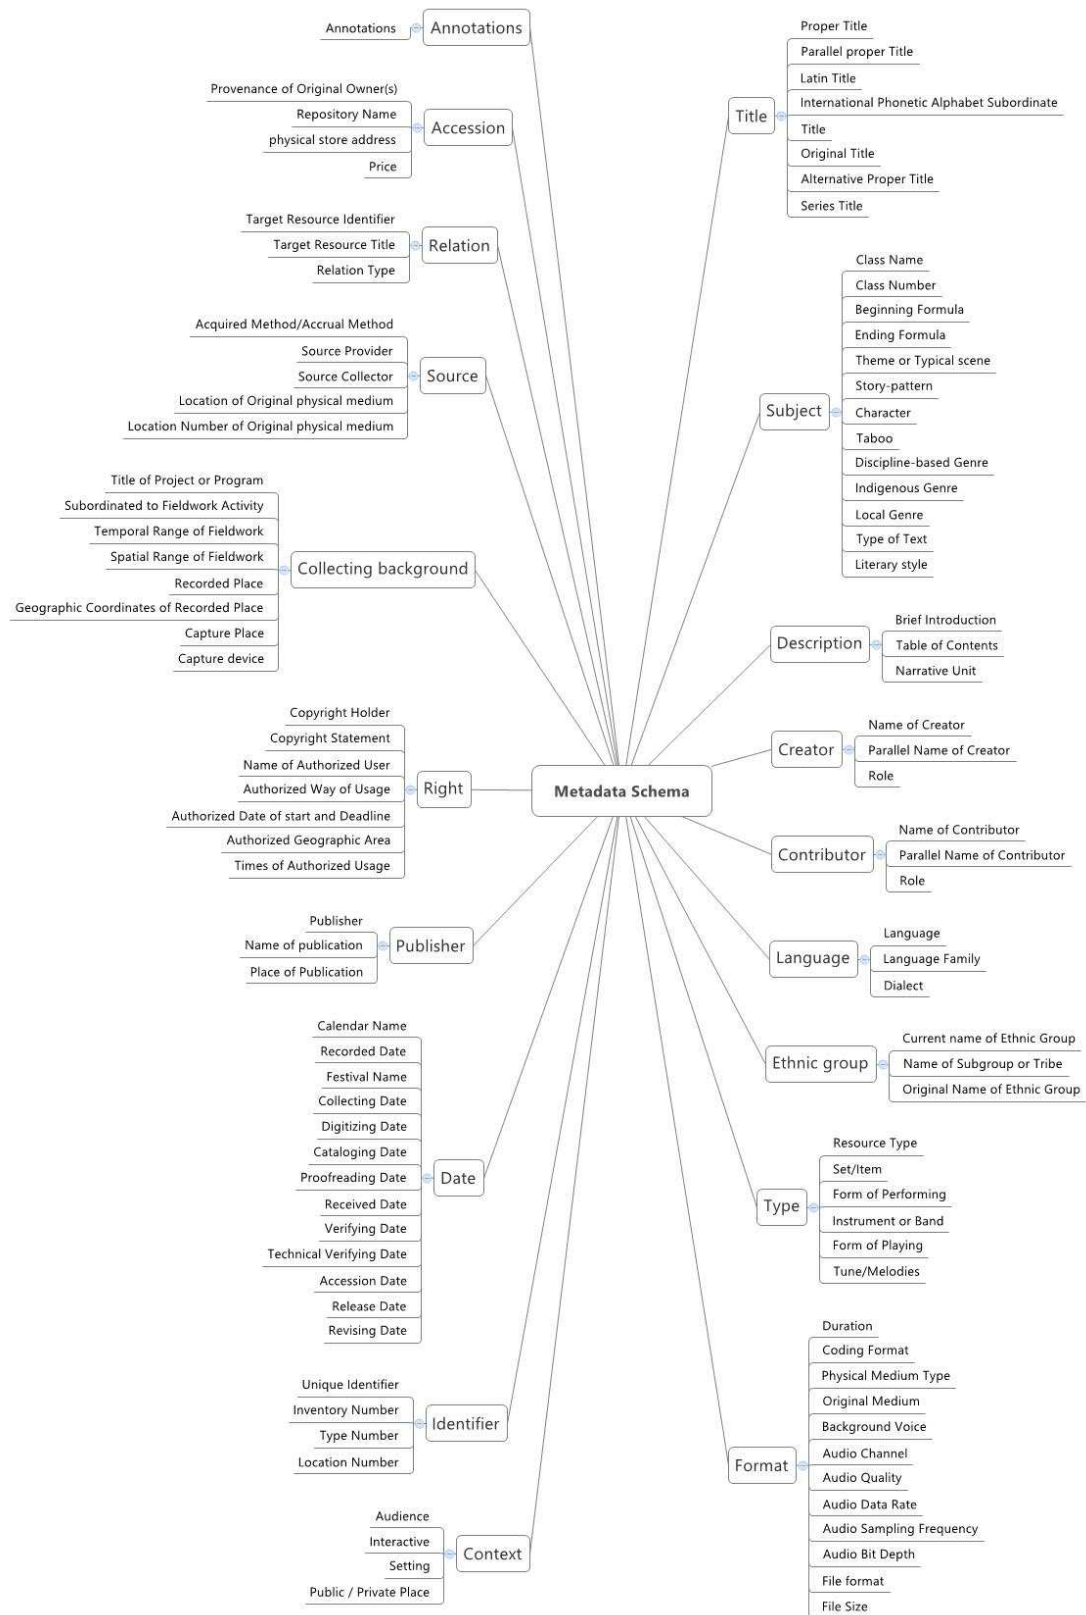 Annotations
Annotations
Provenance of Original Owner(s)
Repository Name
physical store address
Price
Accession
Target Resource Identifier
Target Resource Title
Relation Type
Relation
Acquired Method/Accrual Method
Source Provider
Source Collector
Location of Original physical medium
Location Number of Original physical medium
Source
Title of Project or Program
Subordinated to Fieldwork Activity
Temporal Range of Fieldwork
Spatial Range of Fieldwork
Recorded Place
Geographic Coordinates of Recorded Place
Capture Place
Capture device
Collecting background
Copyright Holder
Copyright Statement
Name of Authorized User
Authorized Way of Usage
Authorized Date of start and Deadline
Authorized Geographic Area
Times of Authorized Usage
Right
Publisher
Name of publication
Place of Publication
Publisher
Calendar Name
Recorded Date
Festival Name
Collecting Date
Digitizing Date
Cataloging Date
Proofreading Date
Received Date
Verifying Date
Technical Verifying Date
Accession Date
Release Date
Revising Date
Date
Unique Identifier
Inventory Number
Type Number
Location Number
Identifier
Audience
Interactive
Setting
Public / Private Place
Context
Metadata Schema
Title
Proper Title
Parallel proper Title
Latin Title
International Phonetic Alphabet Subordinate
Title
Original Title
Alternative Proper Title
Series Title
Subject
Class Name
Class Number
Beginning Formula
Ending Formula
Theme or Typical scene
Story-pattern
Character
Taboo
Discipline-based Genre
Indigenous Genre
Local Genre
Type of Text
Literary style
Description
Brief Introduction
Table of Contents
Narrative Unit
Creator
Name of Creator
Parallel Name of Creator
Role
Contributor
Name of Contributor
Parallel Name of Contributor
Role
Language
Language
Language Family
Dialect
Ethnic group
Current name of Ethnic Group
Name of Subgroup or Tribe
Original Name of Ethnic Group
Type
Resource Type
Set/Item
Form of Performing
Instrument or Band
Form of Playing
Tune/Melodies
Format
Duration
Coding Format
Physical Medium Type
Original Medium
Background Voice
Audio Channel
Audio Quality
Audio Data Rate
Audio Sampling Frequency
Audio Bit Depth
File format
File Size